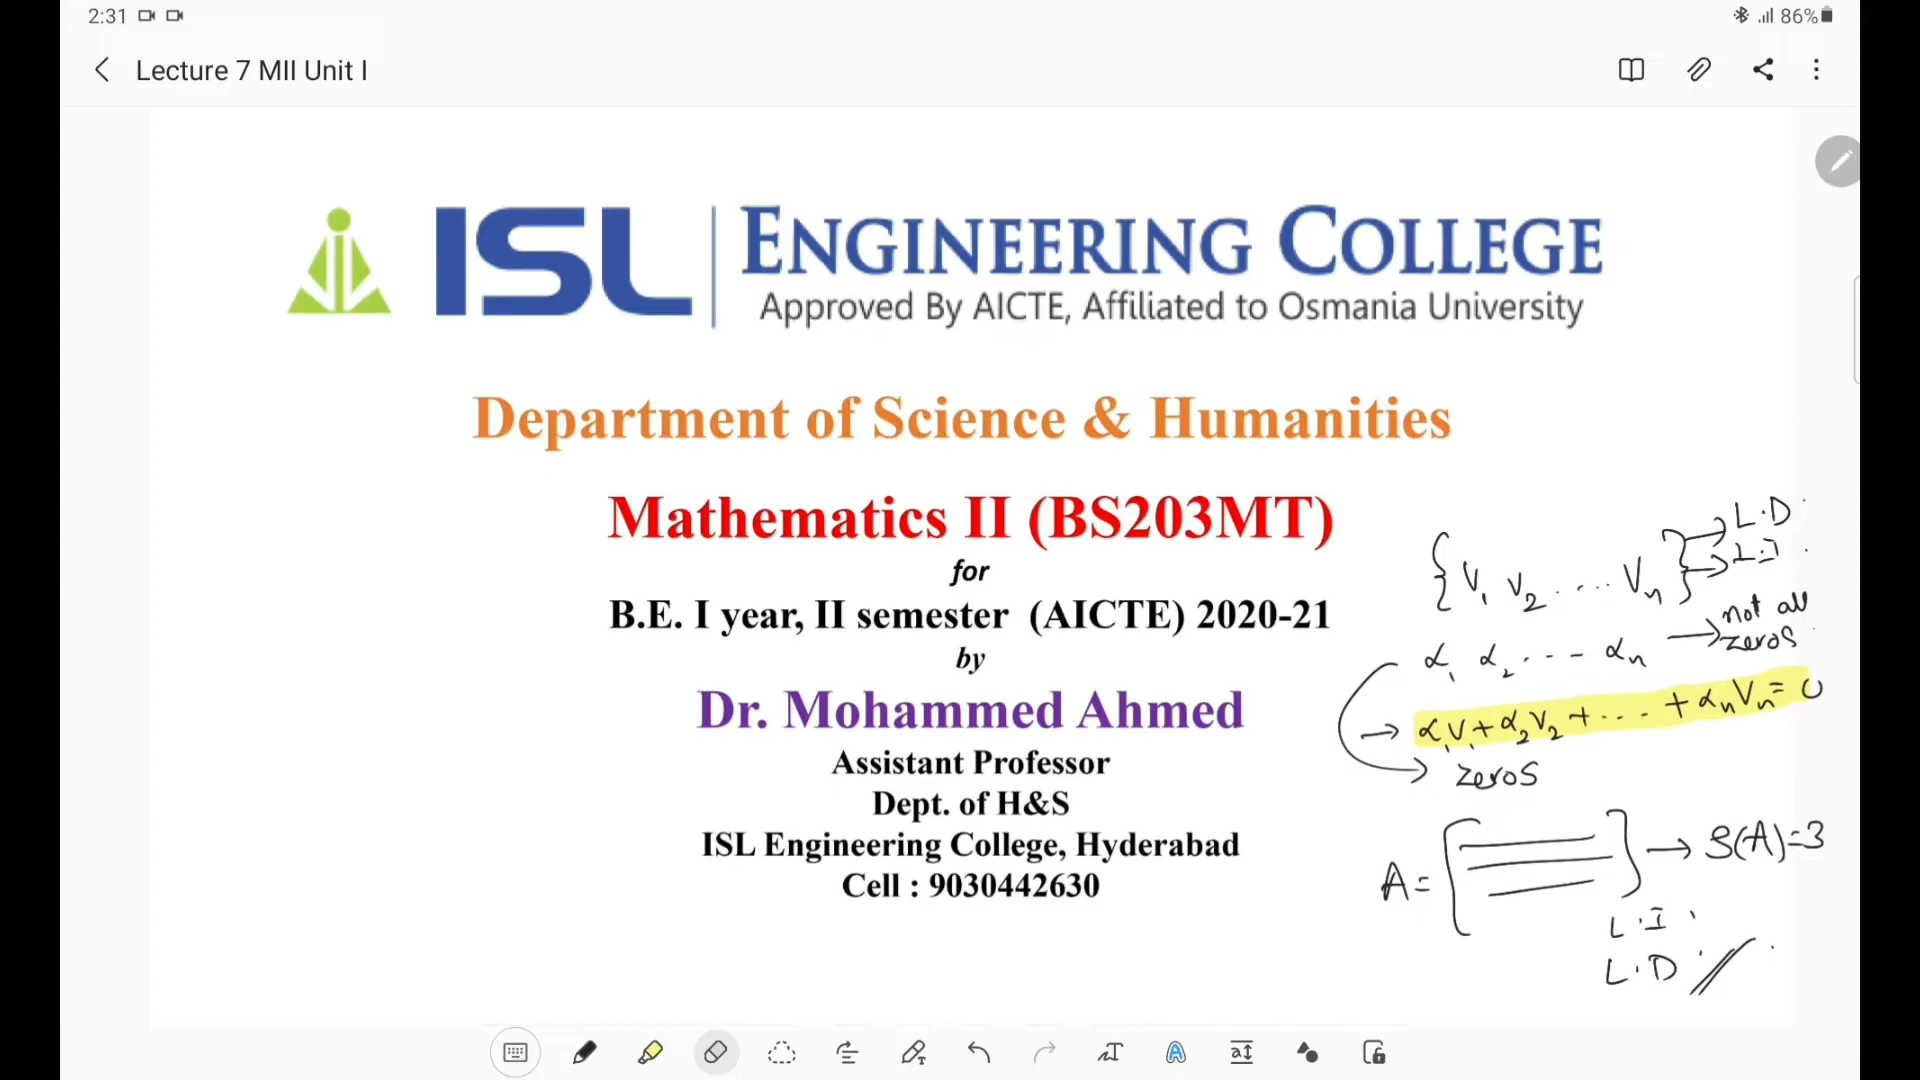 2:31
86%
Lecture 7 MII Unit I
ISL ENGINEERING COLLEGE
Approved By AICTE, Affiliated to Osmania University
Department of Science & Humanities
Mathematics II (BS203MT)
for
B.E. I year, II semester (AICTE) 2020-21
by
Dr. Mohammed Ahmed
Assistant Professor
Dept. of H&S
ISL Engineering College, Hyderabad
Cell : 9030442630
{V₁ V₂ .... Vₙ} → L.D
→ L.I
α₁ α₂ .--- αₙ → not all
zeros
→ α₁V₁ + α₂V₂ + ... + αₙVₙ = 0
zeros
A = [ ] → ρ(A) = 3
L.I
L.D